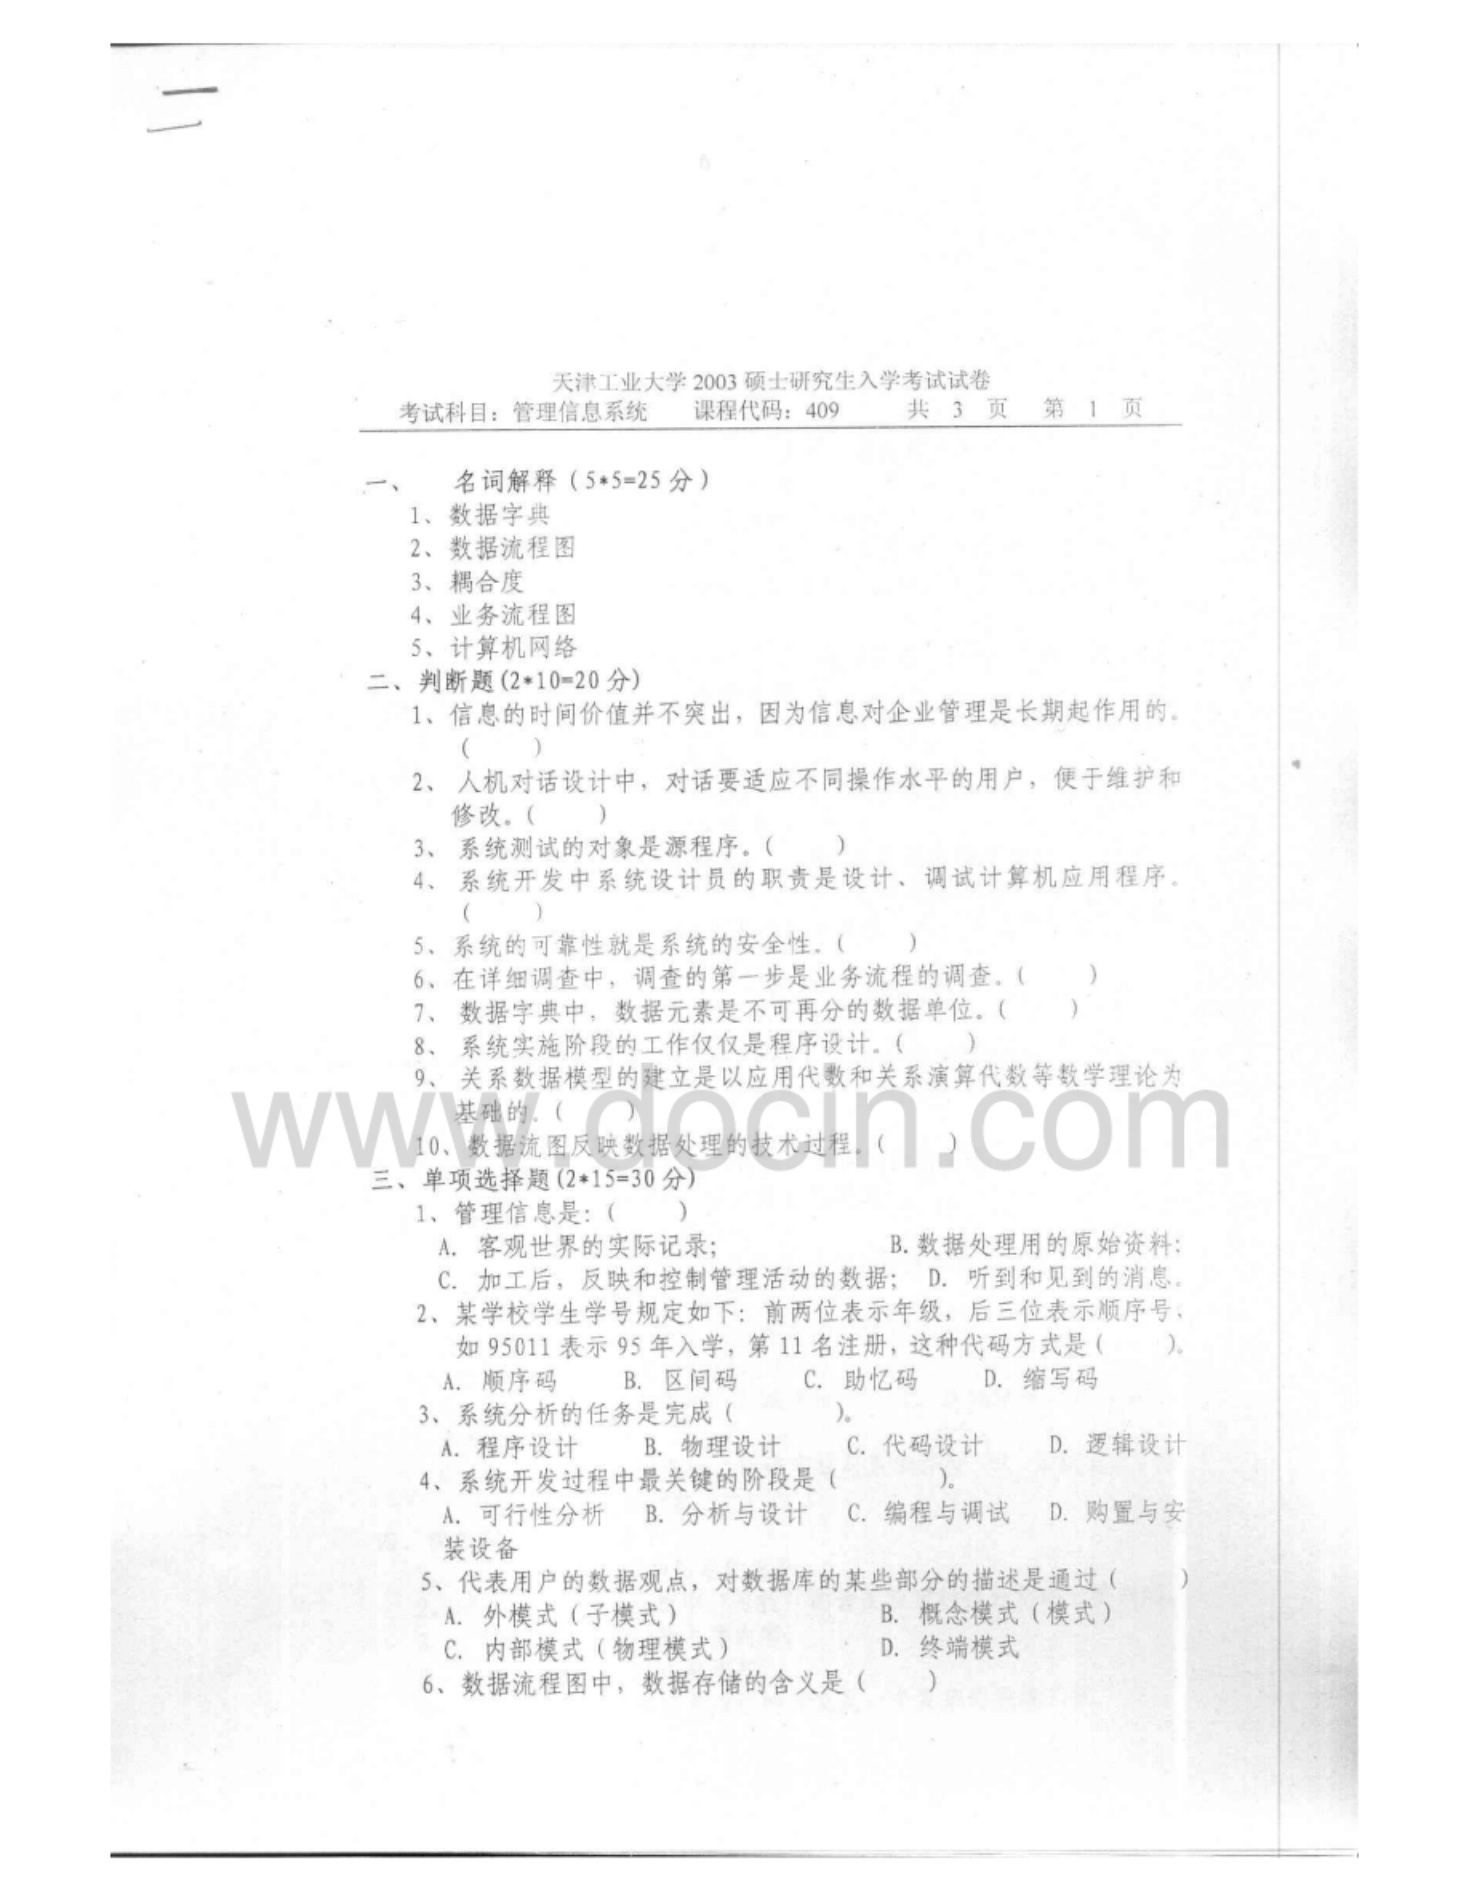 天津工业大学 2003 硕士研究生入学考试试卷
考试科目：管理信息系统 课程代码：409 共 3 页 第 1 页
一、 名词解释（5*5=25 分）
1、数据字典
2、数据流程图
3、耦合度
4、业务流程图
5、计算机网络
二、判断题(2*10=20 分)
1、信息的时间价值并不突出，因为信息对企业管理是长期起作用的。
（ ）
2、人机对话设计中，对话要适应不同操作水平的用户，便于维护和
修改。（ ）
3、系统测试的对象是源程序。（ ）
4、系统开发中系统设计员的职责是设计、调试计算机应用程序。
（ ）
5、系统的可靠性就是系统的安全性。（ ）
6、在详细调查中，调查的第一步是业务流程的调查。（ ）
7、数据字典中，数据元素是不可再分的数据单位。（ ）
8、系统实施阶段的工作仅仅是程序设计。（ ）
9、关系数据模型的建立是以应用代数和关系演算代数等数学理论为
基础的。（ ）
www.docin.com
10、数据流图反映数据处理的技术过程。（ ）
三、单项选择题(2*15=30 分)
1、管理信息是：（ ）
A. 客观世界的实际记录； B.数据处理用的原始资料：
C. 加工后，反映和控制管理活动的数据； D. 听到和见到的消息。
2、某学校学生学号规定如下：前两位表示年级，后三位表示顺序号，
如 95011 表示 95 年入学，第 11 名注册，这种代码方式是（ ）。
A. 顺序码 B. 区间码 C. 助忆码 D. 缩写码
3、系统分析的任务是完成（ ）。
A. 程序设计 B. 物理设计 C. 代码设计 D. 逻辑设计
4、系统开发过程中最关键的阶段是（ ）。
A. 可行性分析 B. 分析与设计 C. 编程与调试 D. 购置与安
装设备
5、代表用户的数据观点，对数据库的某些部分的描述是通过（ ）
A. 外模式（子模式） B. 概念模式（模式）
C. 内部模式（物理模式） D. 终端模式
6、数据流程图中，数据存储的含义是（ ）